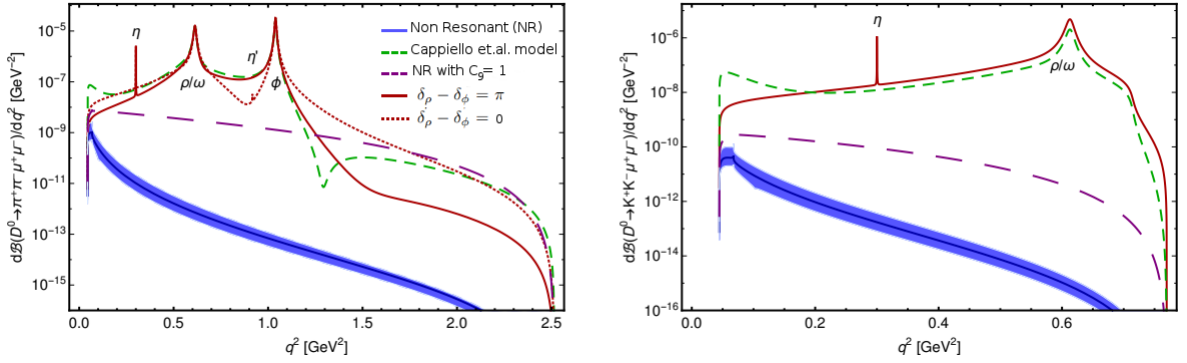 dℬ(D⁰→π⁺π⁻μ⁺μ⁻)/dq² [GeV⁻²]
10⁻⁵
10⁻⁷
10⁻⁹
10⁻¹¹
10⁻¹³
10⁻¹⁵
η
ρ/ω
η'
ϕ
Non Resonant (NR)
Cappiello et.al. model
NR with C₉= 1
δρ − δϕ = π
δρ − δϕ = 0
0.0 0.5 1.0 1.5 2.0 2.5
q² [GeV²]
dℬ(D⁰→K⁺K⁻μ⁺μ⁻)/dq² [GeV⁻²]
10⁻⁶
10⁻⁸
10⁻¹⁰
10⁻¹²
10⁻¹⁴
10⁻¹⁶
η
ρ/ω
0.0 0.2 0.4 0.6
q² [GeV²]